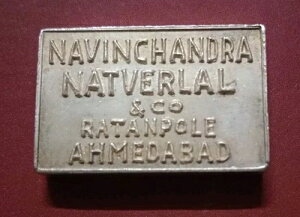 NAVINCHANDRA
NATVERLAL
& CO
RATANPOLE
AHMEDABAD